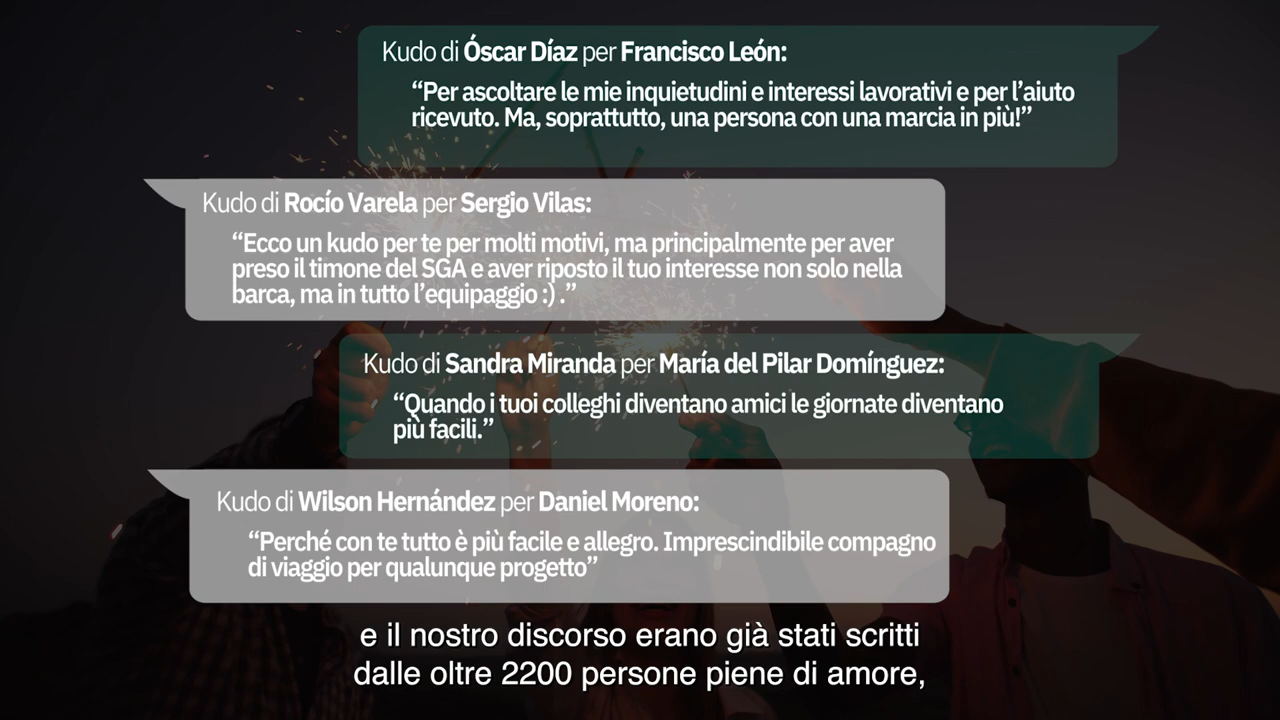 Kudo di Óscar Díaz per Francisco León:
“Per ascoltare le mie inquietudini e interessi lavorativi e per l’aiuto
ricevuto. Ma, soprattutto, una persona con una marcia in più!”
Kudo di Rocío Varela per Sergio Vilas:
“Ecco un kudo per te per molti motivi, ma principalmente per aver
preso il timone del SGA e aver riposto il tuo interesse non solo nella
barca, ma in tutto l’equipaggio :) .”
Kudo di Sandra Miranda per María del Pilar Domínguez:
“Quando i tuoi colleghi diventano amici le giornate diventano
più facili.”
Kudo di Wilson Hernández per Daniel Moreno:
“Perché con te tutto è più facile e allegro. Imprescindibile compagno
di viaggio per qualunque progetto”
e il nostro discorso erano già stati scritti
dalle oltre 2200 persone piene di amore,